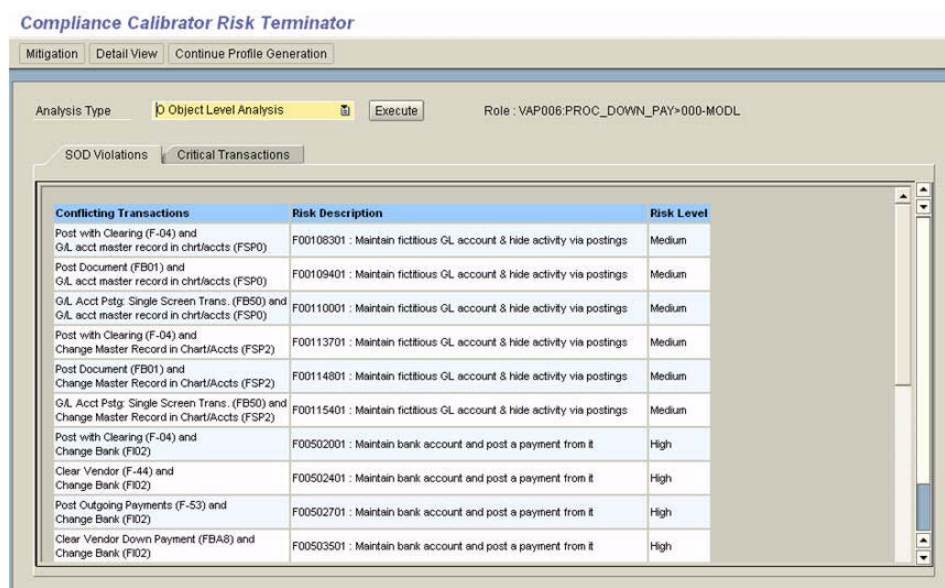 Compliance Calibrator Risk Terminator
Mitigation Detail View Continue Profile Generation
Analysis Type O Object Level Analysis Execute Role : VAP006:PROC_DOWN_PAY>000-MODL
SOD Violations Critical Transactions
Conflicting Transactions Risk Description Risk Level
Post with Clearing (F-04) and
G/L acct master record in chrt/accts (FSP0) F00108301 : Maintain fictitious GL account & hide activity via postings Medium
Post Document (FB01) and
G/L acct master record in chrt/accts (FSP0) F00109401 : Maintain fictitious GL account & hide activity via postings Medium
G/L Acct Pstg: Single Screen Trans. (FB50) and
G/L acct master record in chrt/accts (FSP0) F00110001 : Maintain fictitious GL account & hide activity via postings Medium
Post with Clearing (F-04) and
Change Master Record in Chart/Accts (FSP2) F00113701 : Maintain fictitious GL account & hide activity via postings Medium
Post Document (FB01) and
Change Master Record in Chart/Accts (FSP2) F00114801 : Maintain fictitious GL account & hide activity via postings Medium
G/L Acct Pstg: Single Screen Trans. (FB50) and
Change Master Record in Chart/Accts (FSP2) F00115401 : Maintain fictitious GL account & hide activity via postings Medium
Post with Clearing (F-04) and
Change Bank (FI02) F00502001 : Maintain bank account and post a payment from it High
Clear Vendor (F-44) and
Change Bank (FI02) F00502401 : Maintain bank account and post a payment from it High
Post Outgoing Payments (F-53) and
Change Bank (FI02) F00502701 : Maintain bank account and post a payment from it High
Clear Vendor Down Payment (FBA8) and
Change Bank (FI02) F00503501 : Maintain bank account and post a payment from it High